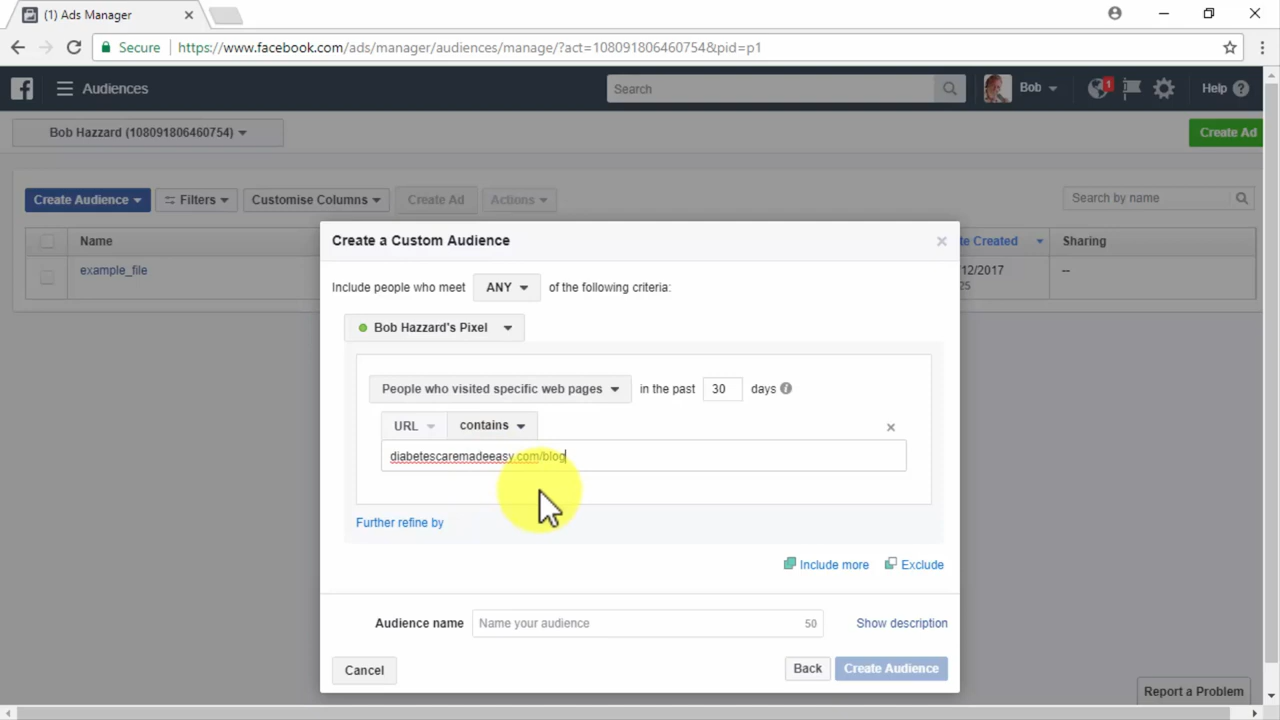 (1) Ads Manager
Secure https://www.facebook.com/ads/manager/audiences/manage/?act=108091806460754&pid=p1
Audiences Search Bob 1 Help
Bob Hazzard (108091806460754) Create Ad
Create Audience Filters Customise Columns Create Ad Actions Search by name
Name te Created Sharing
example_file 12/2017 --
25
Create a Custom Audience
Include people who meet ANY of the following criteria:
Bob Hazzard's Pixel
People who visited specific web pages in the past 30 days
URL contains
diabetescaremadeeasy.com/blog
Further refine by
Include more Exclude
Audience name Name your audience 50 Show description
Cancel Back Create Audience
Report a Problem